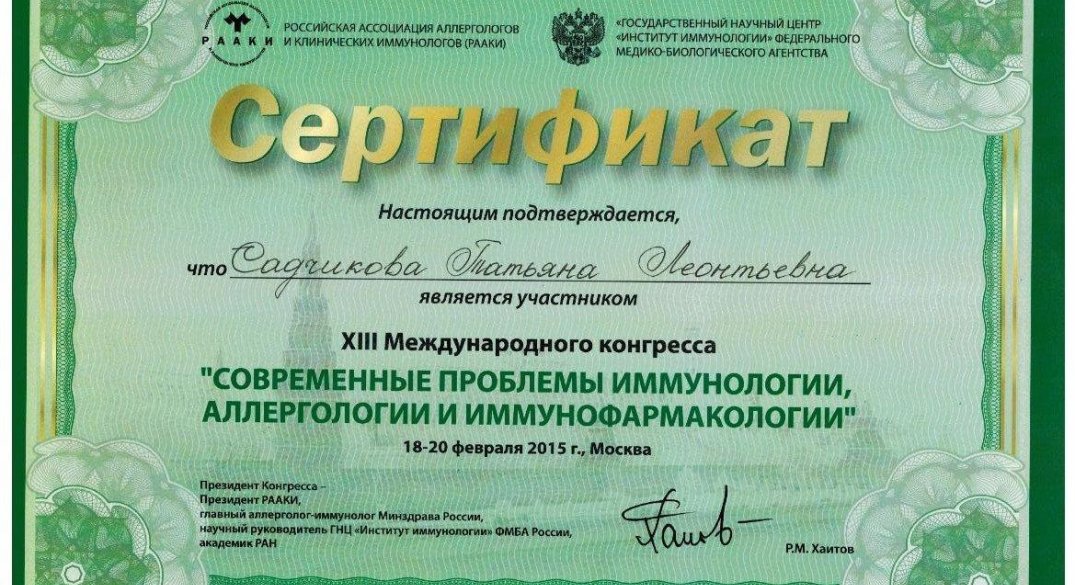 РААКИ
РОССИЙСКАЯ АССОЦИАЦИЯ АЛЛЕРГОЛОГОВ
И КЛИНИЧЕСКИХ ИММУНОЛОГОВ (РААКИ)
«ГОСУДАРСТВЕННЫЙ НАУЧНЫЙ ЦЕНТР
«ИНСТИТУТ ИММУНОЛОГИИ» ФЕДЕРАЛЬНОГО
МЕДИКО-БИОЛОГИЧЕСКОГО АГЕНТСТВА
Сертификат
Настоящим подтверждается,
что Садчикова Татьяна Леонтьевна
является участником
XIII Международного конгресса
"СОВРЕМЕННЫЕ ПРОБЛЕМЫ ИММУНОЛОГИИ,
АЛЛЕРГОЛОГИИ И ИММУНОФАРМАКОЛОГИИ"
18-20 февраля 2015 г., Москва
Президент Конгресса –
Президент РААКИ,
главный аллерголог-иммунолог Минздрава России,
научный руководитель ГНЦ «Институт иммунологии» ФМБА России,
академик РАН
Р.М. Хаитов